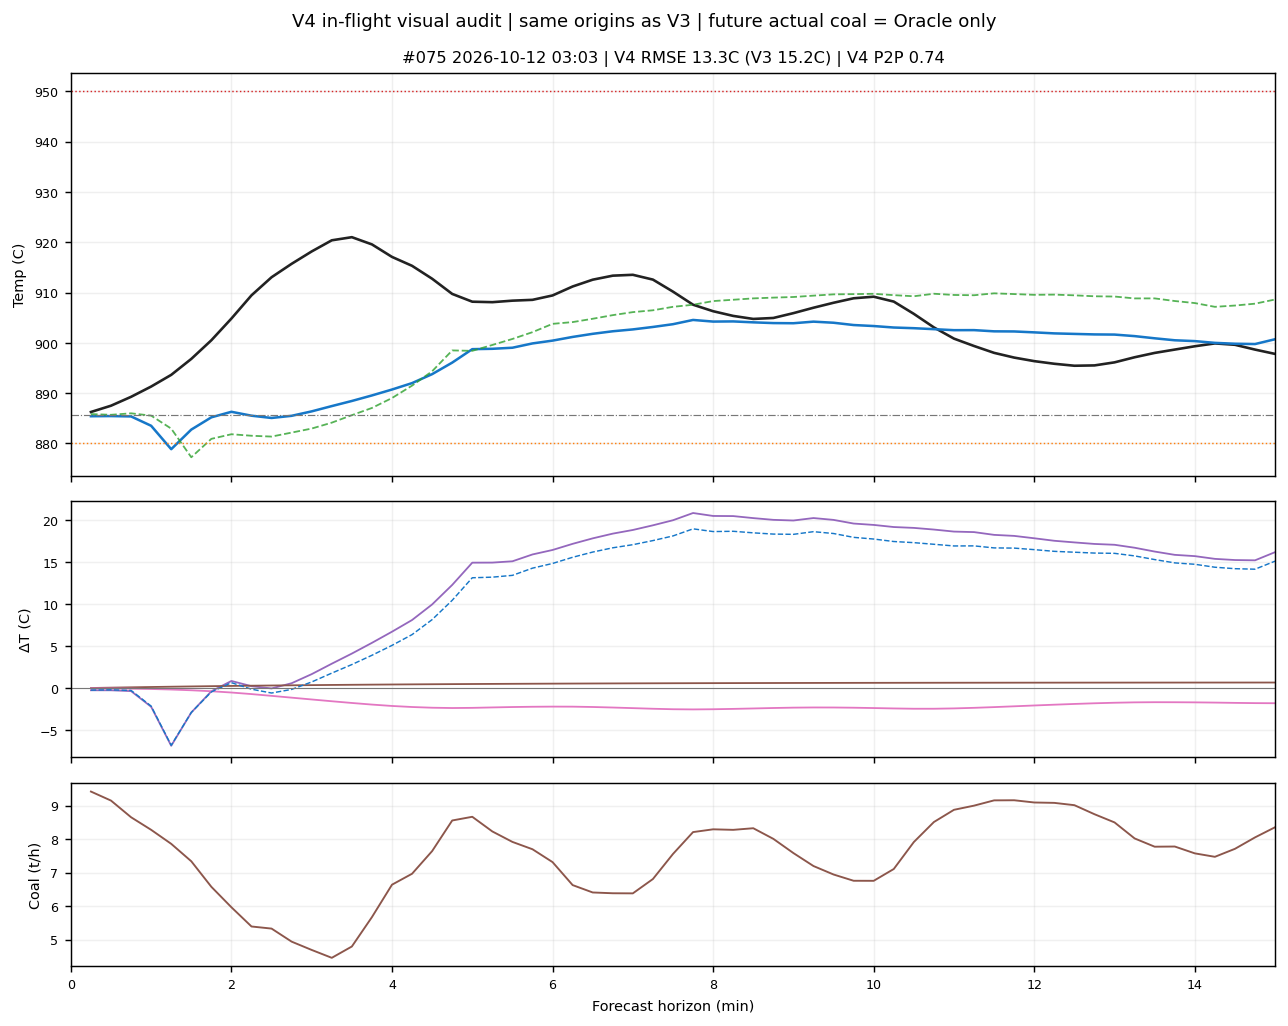 V4 in-flight visual audit | same origins as V3 | future actual coal = Oracle only
#075 2026-10-12 03:03 | V4 RMSE 13.3C (V3 15.2C) | V4 P2P 0.74
Temp (C)
950
940
930
920
910
900
890
880
ΔT (C)
20
15
10
5
0
−5
Coal (t/h)
9
8
7
6
5
0 2 4 6 8 10 12 14
Forecast horizon (min)